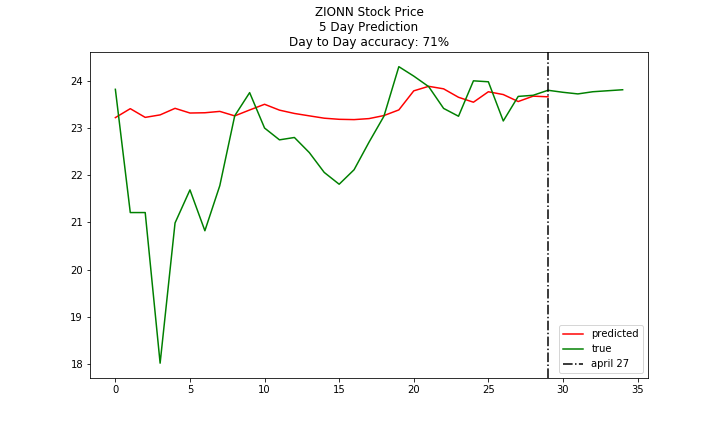 ZIONN Stock Price
5 Day Prediction
Day to Day accuracy: 71%
24
23
22
21
20
19
18
0 5 10 15 20 25 30 35
predicted
true
april 27